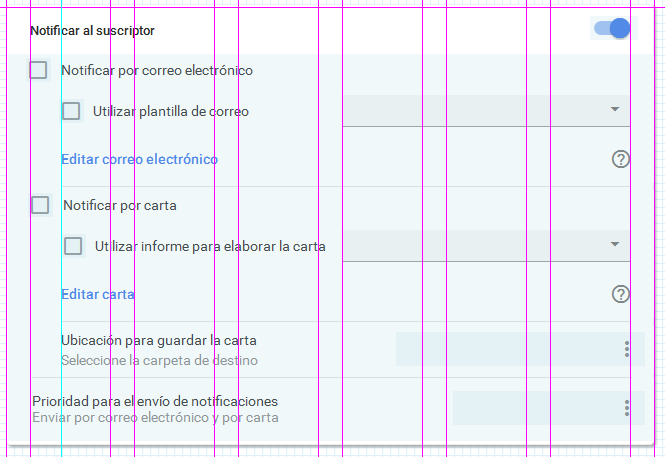 Notificar al suscriptor
Notificar por correo electrónico
Utilizar plantilla de correo
Editar correo electrónico
Notificar por carta
Utilizar informe para elaborar la carta
Editar carta
Ubicación para guardar la carta
Seleccione la carpeta de destino
Prioridad para el envío de notificaciones
Enviar por correo electrónico y por carta